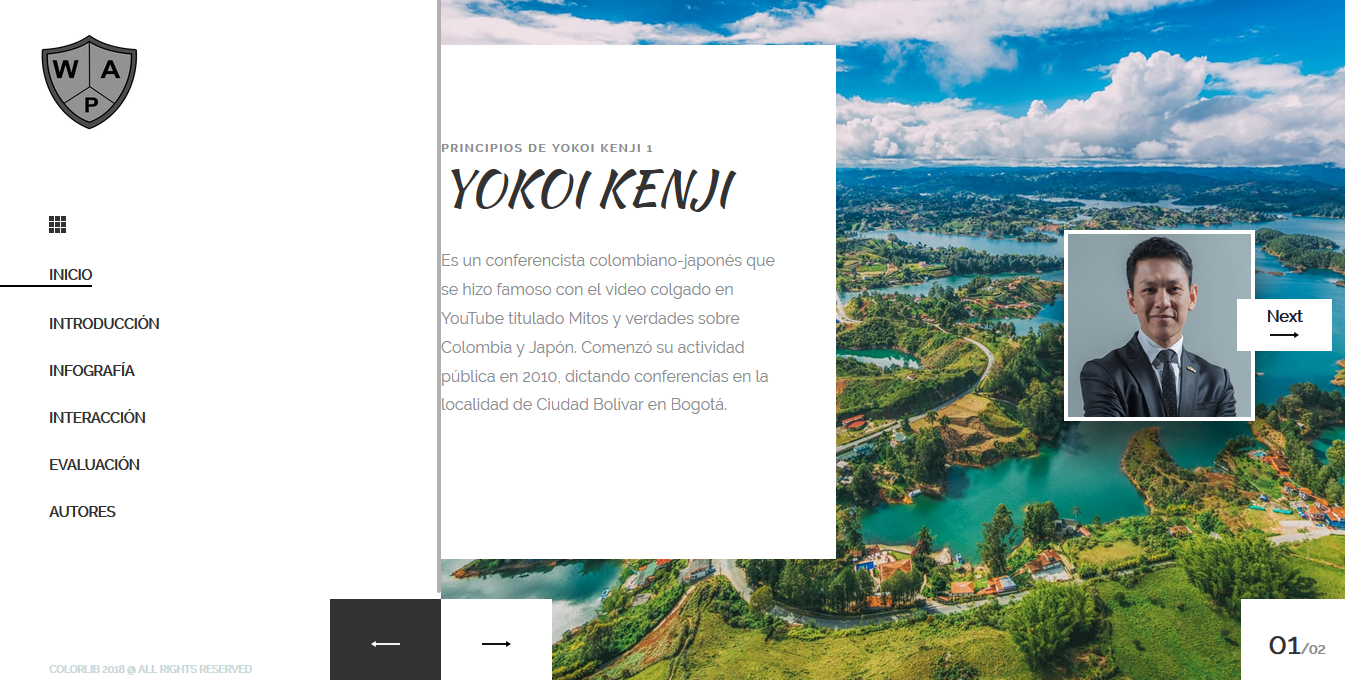 W A
P
INICIO
INTRODUCCIÓN
INFOGRAFÍA
INTERACCIÓN
EVALUACIÓN
AUTORES
COLORLIB 2018 @ ALL RIGHTS RESERVED
PRINCIPIOS DE YOKOI KENJI 1
YOKOI KENJI
Es un conferencista colombiano-japonés que
se hizo famoso con el video colgado en
YouTube titulado Mitos y verdades sobre
Colombia y Japón. Comenzó su actividad
pública en 2010, dictando conferencias en la
localidad de Ciudad Bolívar en Bogotá.
Next
01/02